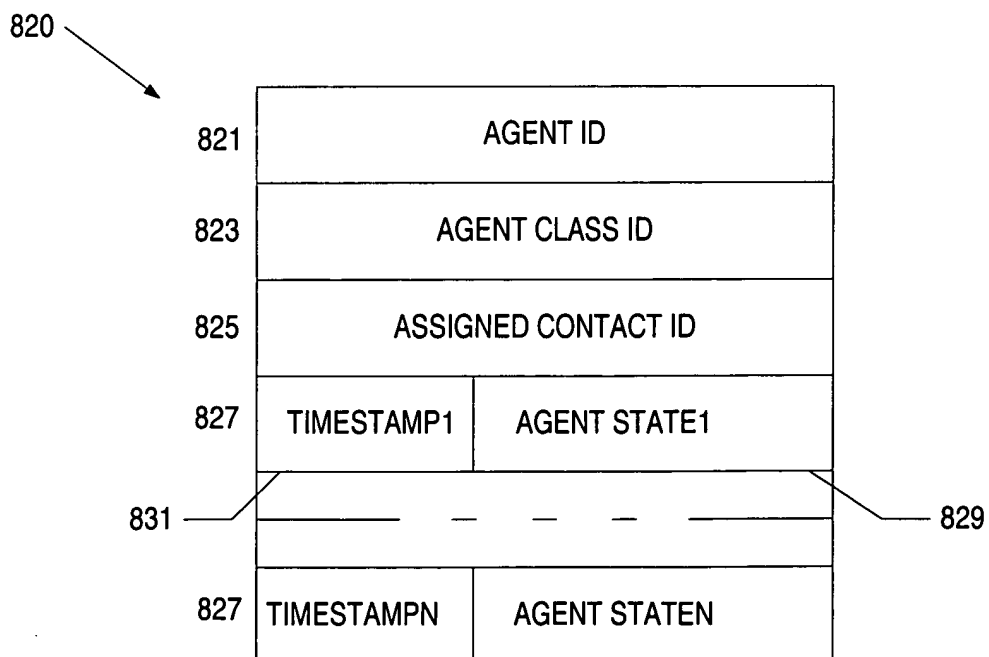 820
821 AGENT ID
823 AGENT CLASS ID
825 ASSIGNED CONTACT ID
827 TIMESTAMP1 AGENT STATE1
831 829
827 TIMESTAMPN AGENT STATEN